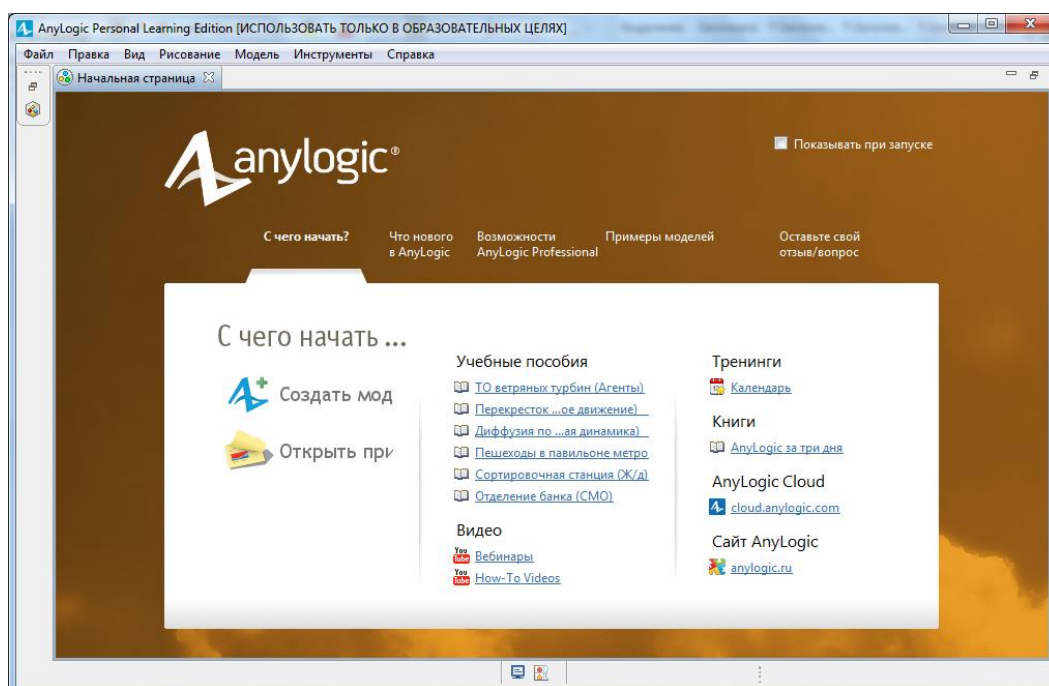 AnyLogic Personal Learning Edition [ИСПОЛЬЗОВАТЬ ТОЛЬКО В ОБРАЗОВАТЕЛЬНЫХ ЦЕЛЯХ]
Файл Правка Вид Рисование Модель Инструменты Справка
Начальная страница
anylogic®
Показывать при запуске
С чего начать?
Что нового
в AnyLogic
Возможности
AnyLogic Professional
Примеры моделей
Оставьте свой
отзыв/вопрос
С чего начать ...
Создать мод
Открыть при
Учебные пособия
ТО ветряных турбин (Агенты)
Перекресток ...ое движение)
Диффузия по ...ая динамика)
Пешеходы в павильоне метро
Сортировочная станция (Ж/д)
Отделение банка (СМО)
Видео
You Tube Вебинары
You Tube How-To Videos
Тренинги
Календарь
Книги
AnyLogic за три дня
AnyLogic Cloud
cloud.anylogic.com
Сайт AnyLogic
anylogic.ru